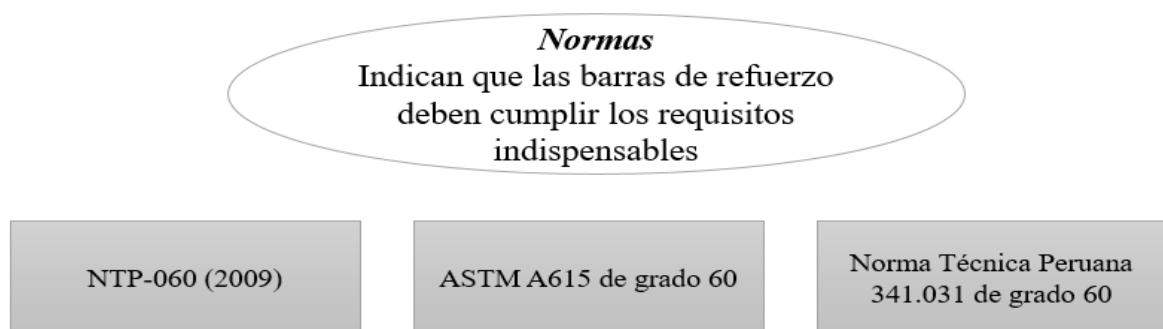 Normas
Indican que las barras de refuerzo
deben cumplir los requisitos
indispensables
NTP-060 (2009)
ASTM A615 de grado 60
Norma Técnica Peruana
341.031 de grado 60